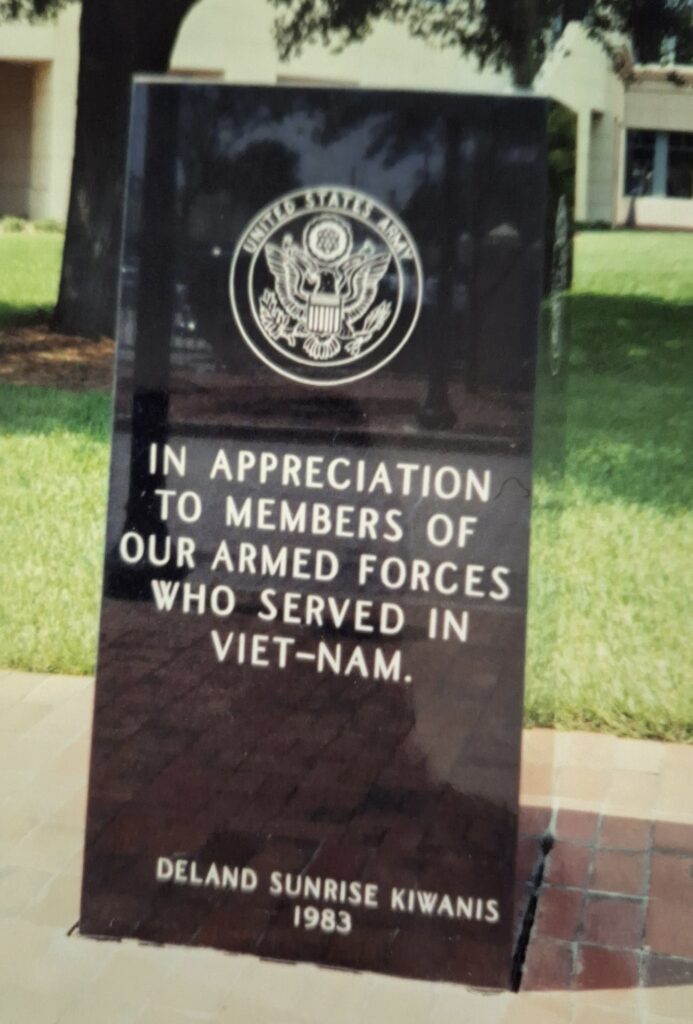 UNITED STATES ARMY
IN APPRECIATION
TO MEMBERS OF
OUR ARMED FORCES
WHO SERVED IN
VIET-NAM.
DELAND SUNRISE KIWANIS
1983